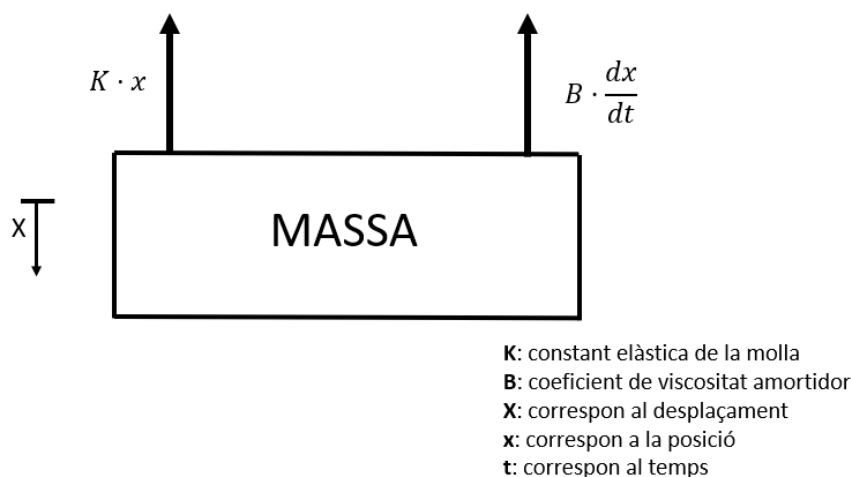 K · x
B · dx/dt
X
MASSA
K: constant elàstica de la molla
B: coeficient de viscositat amortidor
X: correspon al desplaçament
x: correspon a la posició
t: correspon al temps